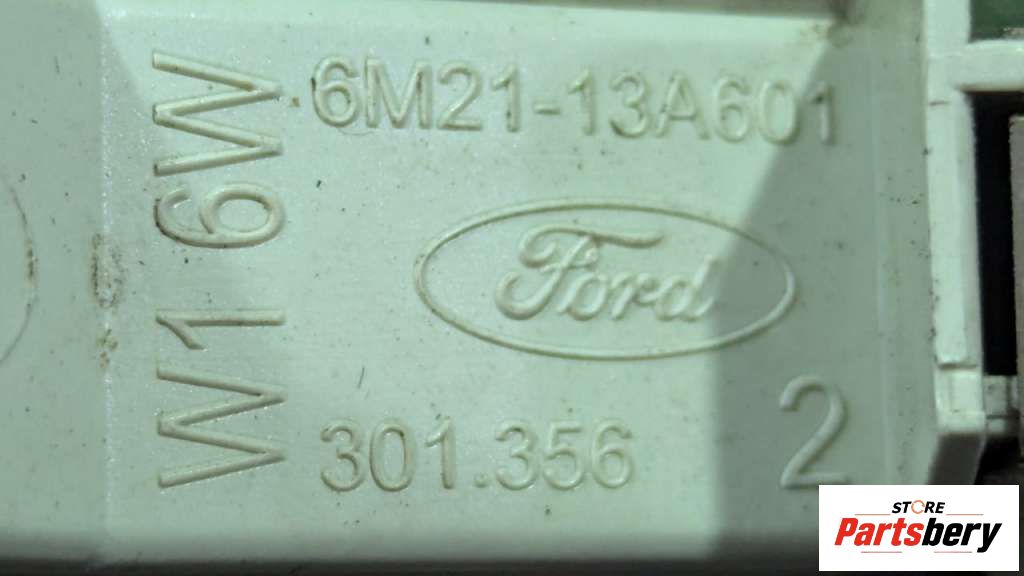 6M21-13A601
W16W
Ford
301.356
2
STORE
Partsbery